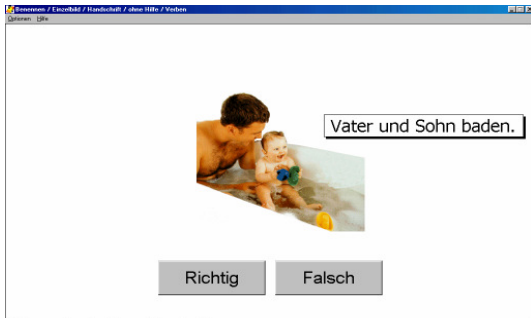 Benennen / Einzelbild / Handschrift / ohne Hilfe / Verben
Optionen Hilfe
Vater und Sohn baden.
Richtig Falsch